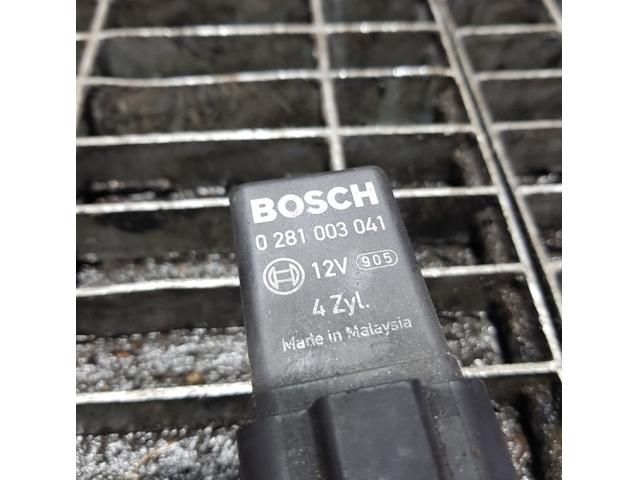 BOSCH
0 281 003 041
12V 905
4 Zyl.
Made in Malaysia